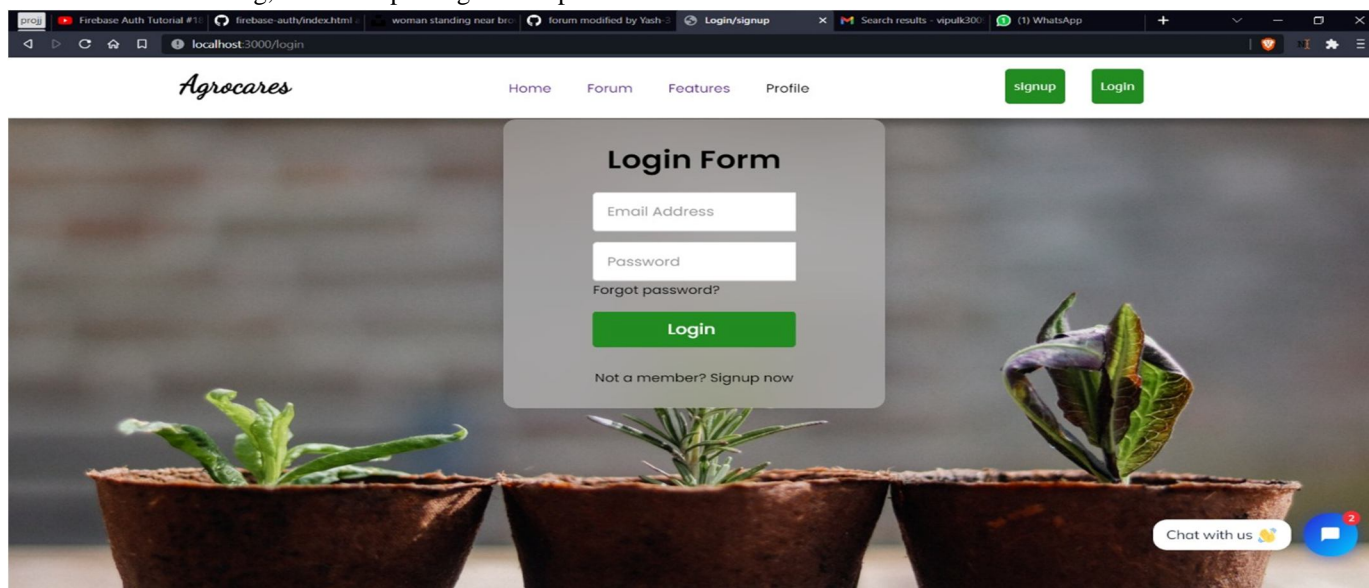 projj Firebase Auth Tutorial #18 firebase-auth/index.html a woman standing near bro forum modified by Yash-3 Login/signup Search results - vipulk300 (1) WhatsApp
localhost:3000/login
Agrocares Home Forum Features Profile signup Login
Login Form
Email Address
Password
Forgot password?
Login
Not a member? Signup now
Chat with us 👋 2